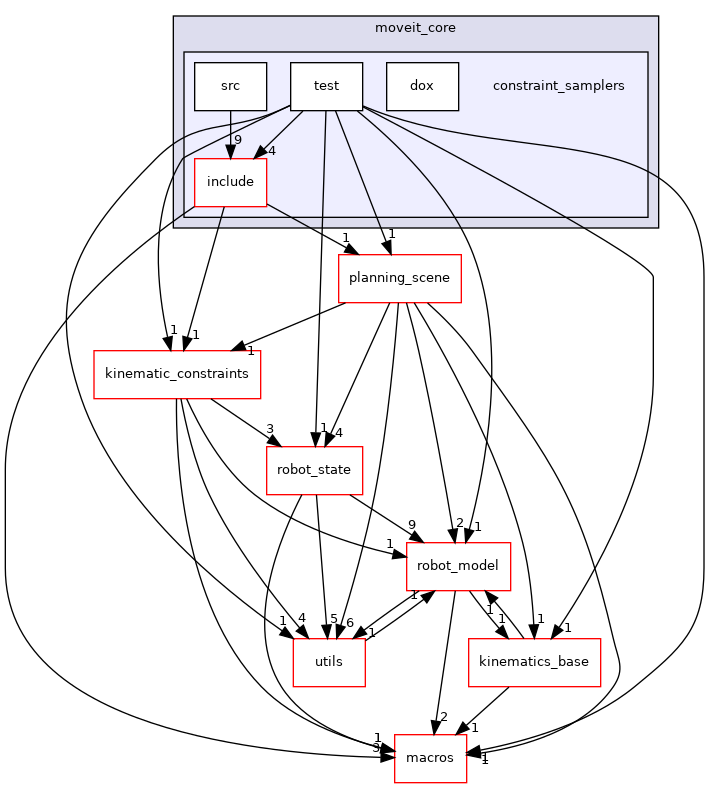 moveit_core
src
test
dox
constraint_samplers
9
4
include
1
1
planning_scene
1
1
1
kinematic_constraints
3
1
4
robot_state
9
2
1
1
robot_model
1
4
5
6
1
1
1
1
1
1
utils
kinematics_base
2
1
1
3
1
macros